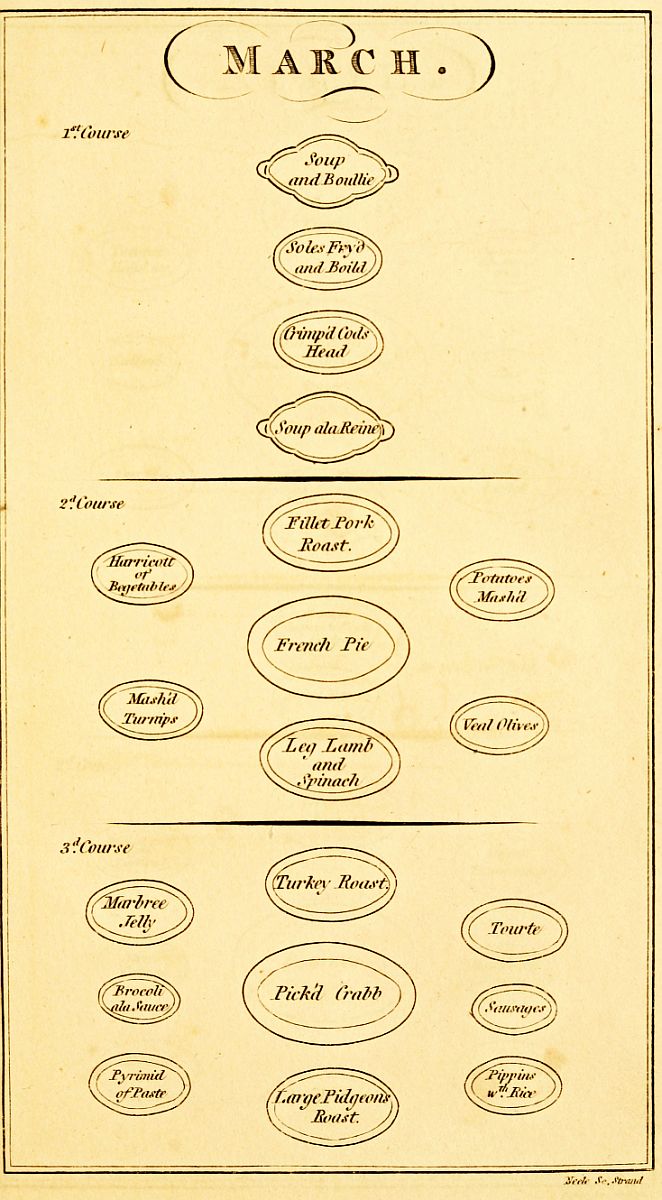 MARCH.
1st. Course
Soup
and Boullie
Soles Fry'd
and Boild
Crimp'd Cods
Head
Soup ala Reine
2d. Course
Fillet Pork
Roast.
Harricott
of
Begetables
Potatoes
Mash'd
French Pie
Mash'd
Turnips
Veal Olives
Leg Lamb
and
Spinach
3d. Course
Turkey Roast.
Marbree
Jelly
Tourte
Pick'd Crabb
Brocoli
ala Sauce
Sausages
Pyrimid
of Paste
Pippins
wth. Rice
Large Pidgeons
Roast.
Neele Sc. Strand